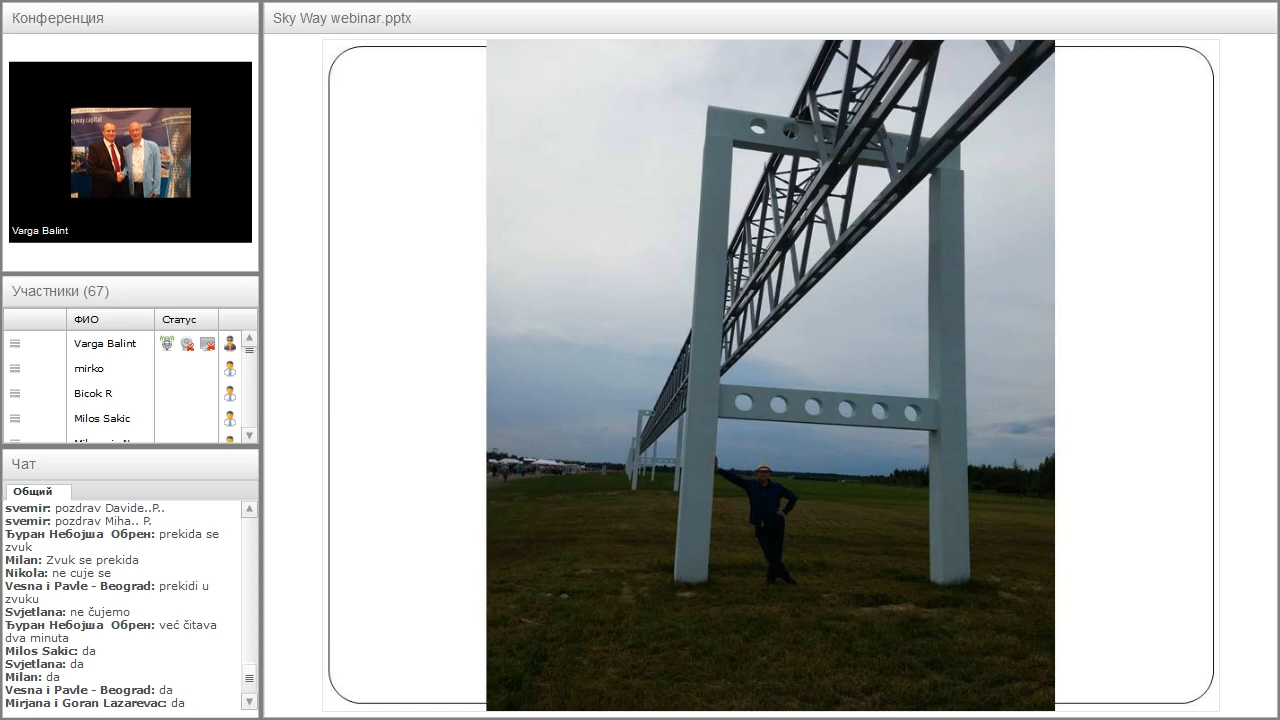 Конференция
Sky Way webinar.pptx
yway.capital
Varga Balint
Участники (67)
ФИО
Статус
Varga Balint
mirko
Bicok R
Milos Sakic
Чат
Общий
svemir: pozdrav Davide..P..
svemir: pozdrav Miha.. P.
Ђуран Небојша Обрен: prekida se
zvuk
Milan: Zvuk se prekida
Nikola: ne cuje se
Vesna i Pavle - Beograd: prekidi u
zvuku
Svjetlana: ne čujemo
Ђуран Небојша Обрен: već čitava
dva minuta
Milos Sakic: da
Svjetlana: da
Milan: da
Vesna i Pavle - Beograd: da
Mirjana i Goran Lazarevac: da